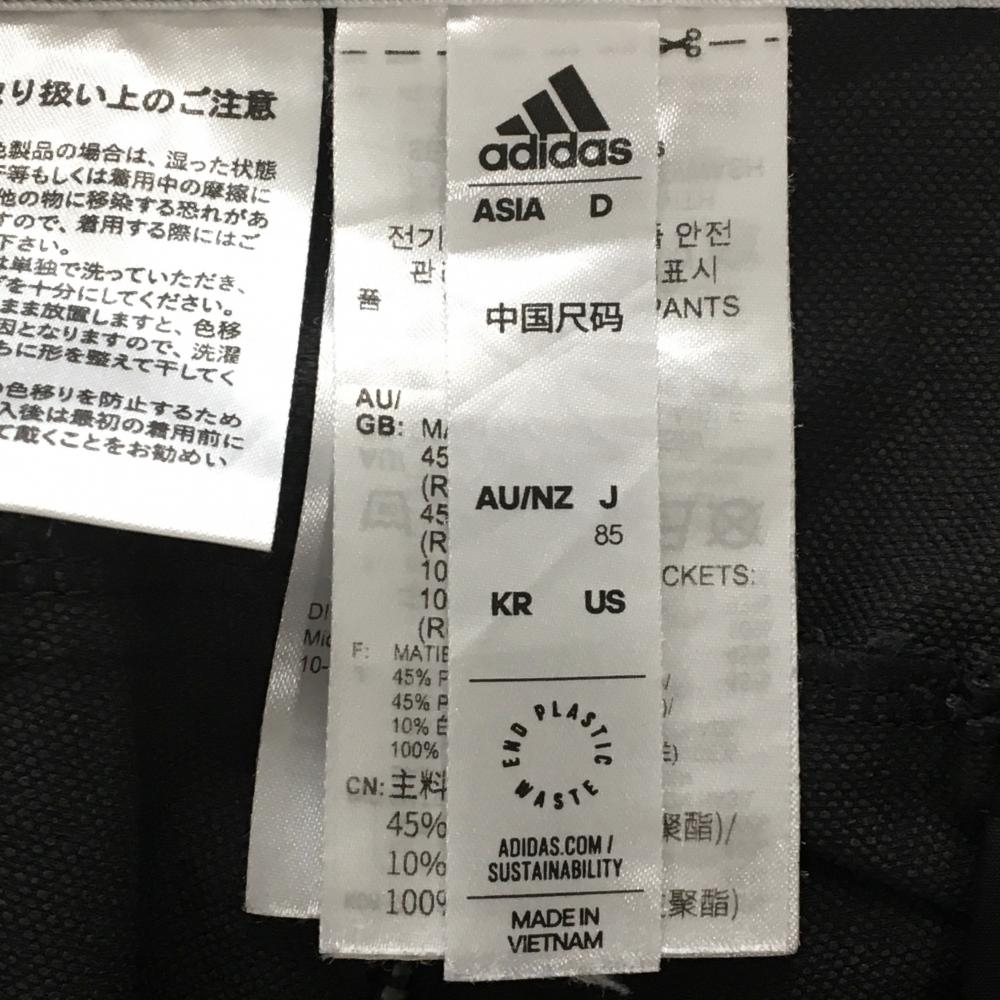 り扱い上のご注意
色製品の場合は、湿った状態
等もしくは着用中の摩擦に
他の物に移染する恐れがあ
すので、着用する際にはご
下さい。
は単独で洗っていただき、
を十分にしてください。
まま放置しますと、色移
因となりますので、洗濯
ちに形を整えて干してく
色移りを防止するため
入後は最初の着用前に
て戴くことをお勧めい
adidas
ASIA D
中国尺码
AU/NZ J
85
KR US
END PLASTIC WASTE
ADIDAS.COM/
SUSTAINABILITY
MADE IN
VIETNAM
전기 안전
관 표시
품 PANTS
AU/
GB: MA
45
(R
45
(R
10 CKETS:
10
(R
F: MATIE
45% P
45% P
10% É
100%
CN: 主料
45% 聚酯)/
10%
100% 聚酯)
DI
Mic
10-